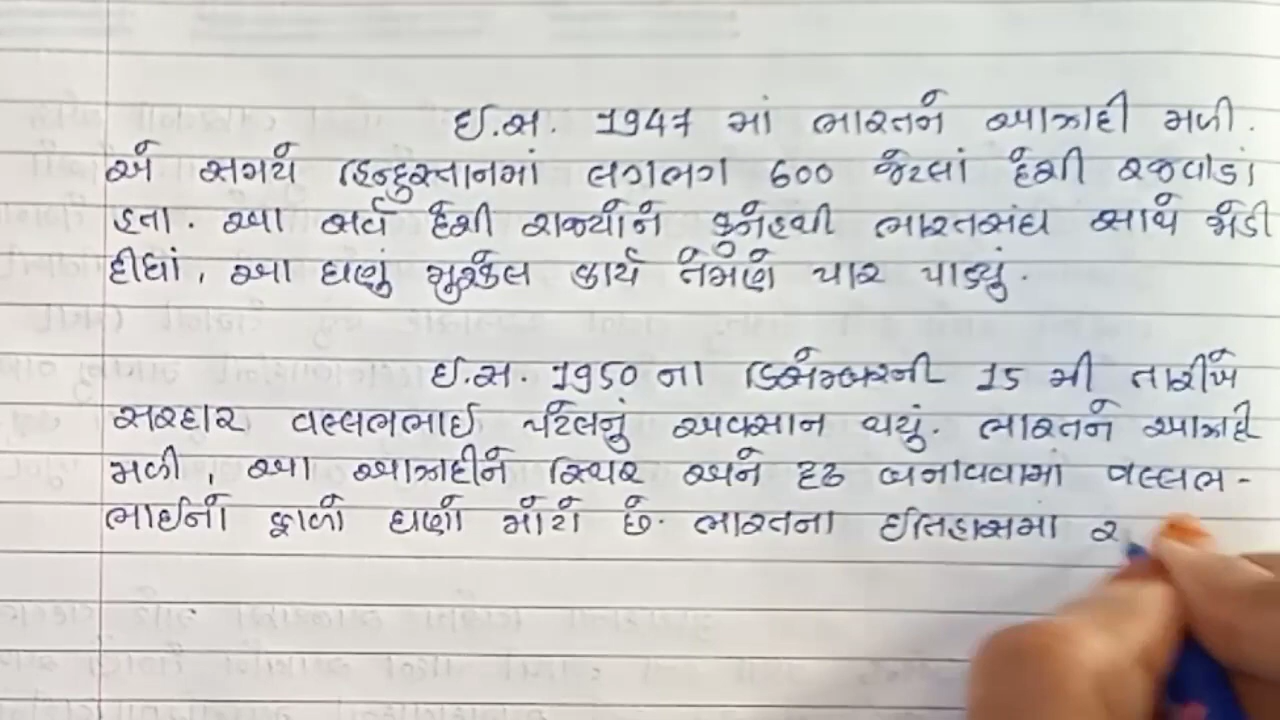 ઈ.સ. 1947 માં ભારતને આઝાદી મળી.
એ સમયે હિન્દુસ્તાનમાં લગભગ 600 જેટલાં દેશી રજવાડાં
હતા. આ સર્વ દેશી રાજ્યોને કુનેહથી ભારતસંઘ સાથે જોડી
દીધાં, આ ઘણું મુશ્કેલ કાર્ય તેમણે પાર પાડ્યું.
ઈ.સ. 1950 ના ડિસેમ્બરની 15 મી તારીખે
સરદાર વલ્લભભાઈ પટેલનું અવસાન થયું. ભારતને આઝાદી
મળી, આ આઝાદીને સ્થિર અને દૃઢ બનાવવામાં વલ્લભ-
ભાઈનો ફાળો ઘણો મોટો છે. ભારતના ઈતિહાસમાં સ